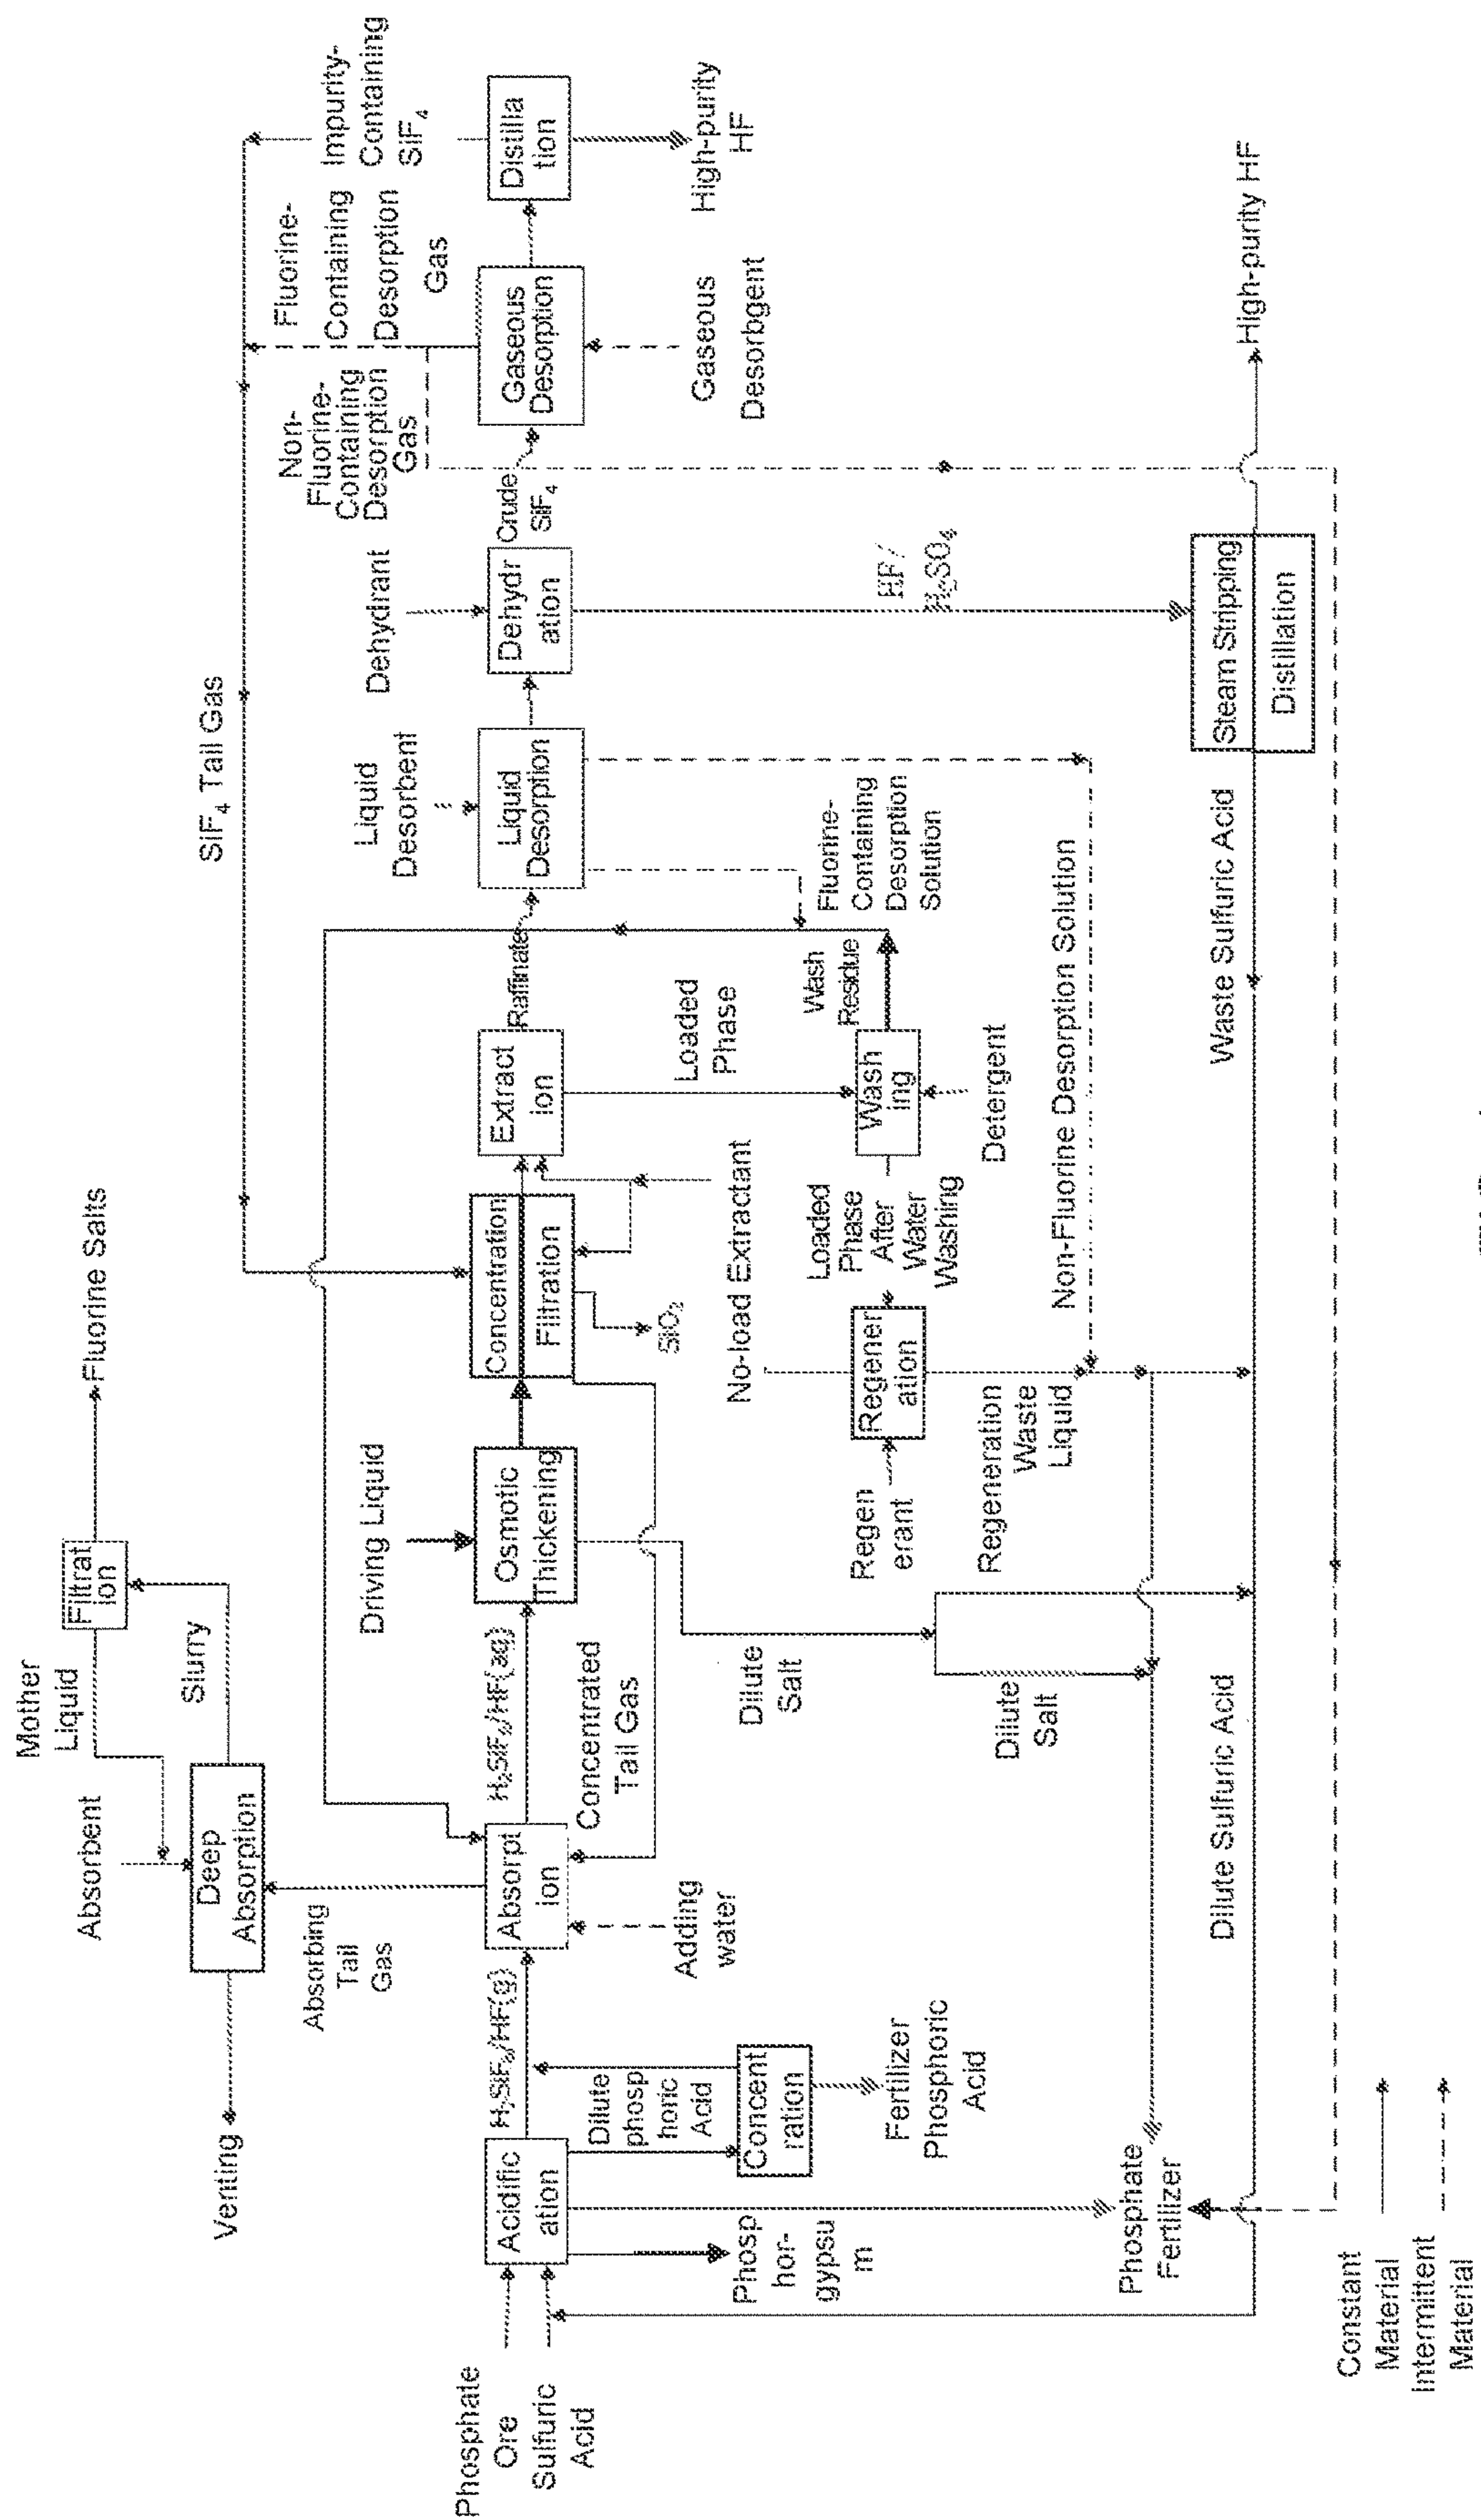 Phosphate
Ore
Sulfuric
Acid
Acidific
ation
H₂SiF₆/HF(g)
Dilute
phosp
horic
Acid
Concent
ration
Fertilizer
Phosphoric
Acid
Phosp
hor-
gypsu
m
Phosphate
Fertilizer
Absorpt
ion
Adding
water
Absorbing
Tail
Gas
Deep
Absorption
Venting
Absorbent
Mother
Liquid
Slurry
Filtrat
ion
Fluorine Salts
H₂SiF₆/HF(aq)
Concentrated
Tail Gas
Driving Liquid
Osmotic
Thickening
Dilute
Salt
Dilute
Salt
Concentration
Filtration
SiO₂
No-load Extractant
Extract
ion
Raffinate
Loaded
Phase
Wash
ing
Wash
Residue
Detergent
Loaded
Phase
After
Water
Washing
Regener
ation
Regen
erant
Regeneration
Waste
Liquid
Liquid
Desorbent
Liquid
Desorption
Fluorine-
Containing
Desorption
Solution
Non-Fluorine Desorption Solution
Dehydrant
Dehydr
ation
Crude
SiF₄
HF/
H₂SO₄
Steam Stripping
Distillation
High-purity HF
Waste Sulfuric Acid
Dilute Sulfuric Acid
Gaseous
Desorption
Gaseous
Desorbgent
Non-
Fluorine-
Containing
Desorption
Gas
Fluorine-
Containing
Desorption
Gas
Distilla
tion
Impurity-
Containing
SiF₄
High-purity
HF
SiF₄ Tail Gas
Constant
Material
Intermittent
Material